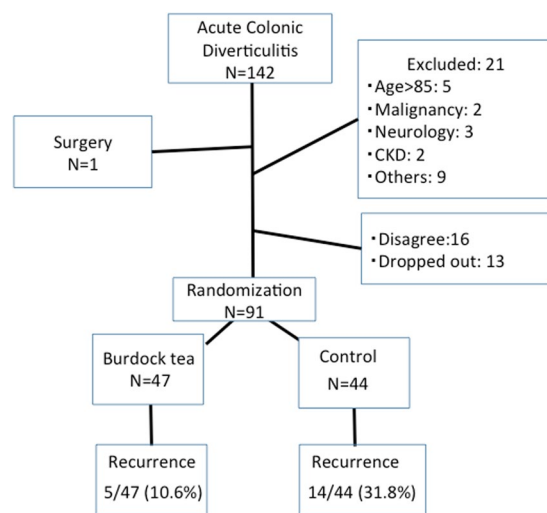 Acute Colonic
Diverticulitis
N=142
Surgery
N=1
Excluded: 21
・Age>85: 5
・Malignancy: 2
・Neurology: 3
・CKD: 2
・Others: 9
・Disagree:16
・Dropped out: 13
Randomization
N=91
Burdock tea
N=47
Control
N=44
Recurrence
5/47 (10.6%)
Recurrence
14/44 (31.8%)